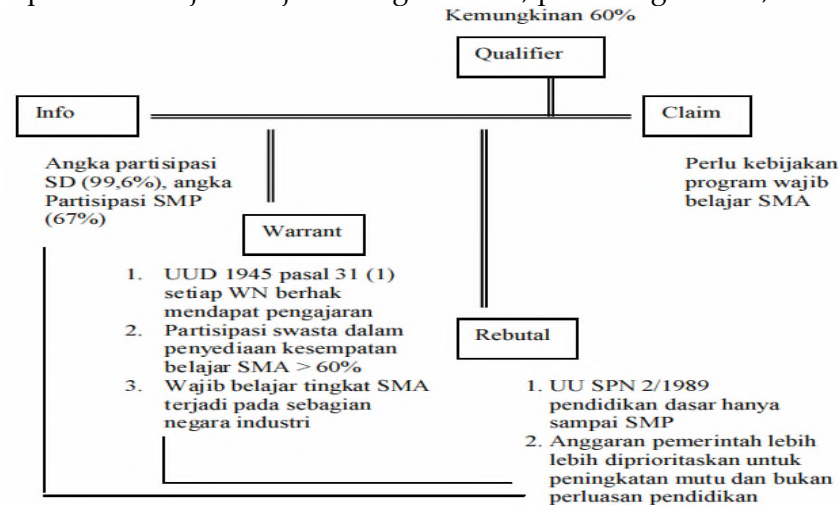 Kemungkinan 60%
Qualifier
Info
Claim
Angka partisipasi
SD (99,6%), angka
Partisipasi SMP
(67%)
Perlu kebijakan
program wajib
belajar SMA
Warrant
1. UUD 1945 pasal 31 (1)
setiap WN berhak
mendapat pengajaran
2. Partisipasi swasta dalam
penyediaan kesempatan
belajar SMA > 60%
3. Wajib belajar tingkat SMA
terjadi pada sebagian
negara industri
Rebutal
1. UU SPN 2/1989
pendidikan dasar hanya
sampai SMP
2. Anggaran pemerintah lebih
lebih diprioritaskan untuk
peningkatan mutu dan bukan
perluasan pendidikan